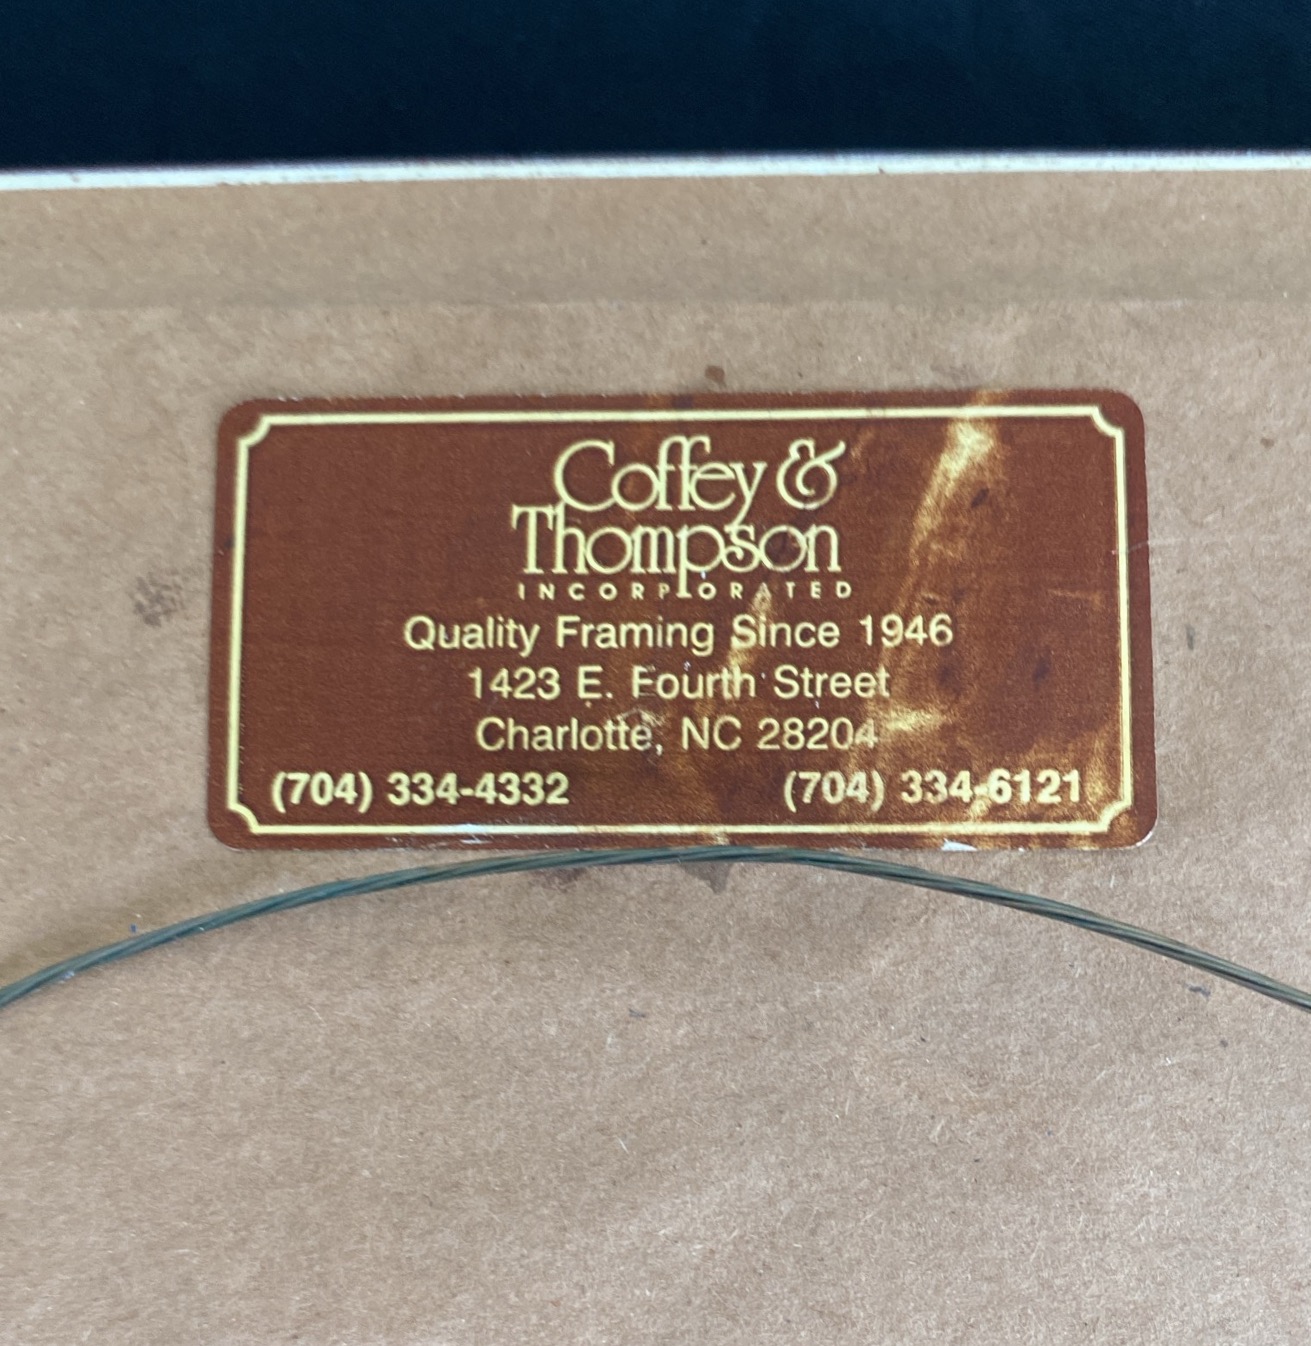 Coffey &
Thompson
INCORPORATED
Quality Framing Since 1946
1423 E. Fourth Street
Charlotte, NC 28204
(704) 334-4332 (704) 334-6121